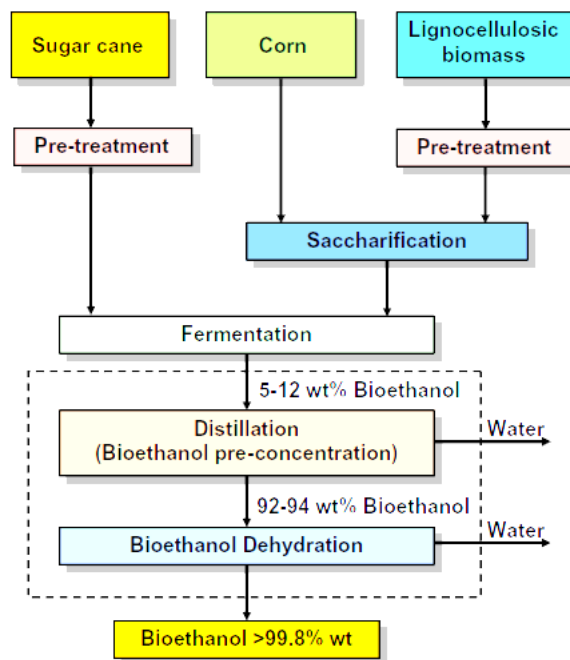 Sugar cane
Corn
Lignocellulosic
biomass
Pre-treatment
Pre-treatment
Saccharification
Fermentation
5-12 wt% Bioethanol
Distillation
(Bioethanol pre-concentration)
Water
92-94 wt% Bioethanol
Bioethanol Dehydration
Water
Bioethanol >99.8% wt